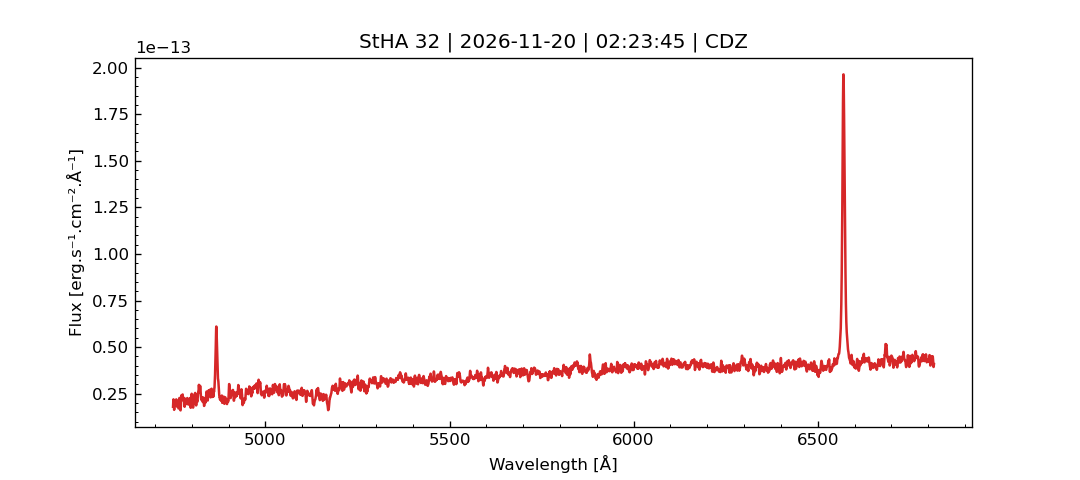 StHA 32 | 2026-11-20 | 02:23:45 | CDZ
1e−13
2.00
1.75
1.50
1.25
1.00
0.75
0.50
0.25
Flux [erg.s⁻¹.cm⁻².Å⁻¹]
5000 5500 6000 6500
Wavelength [Å]